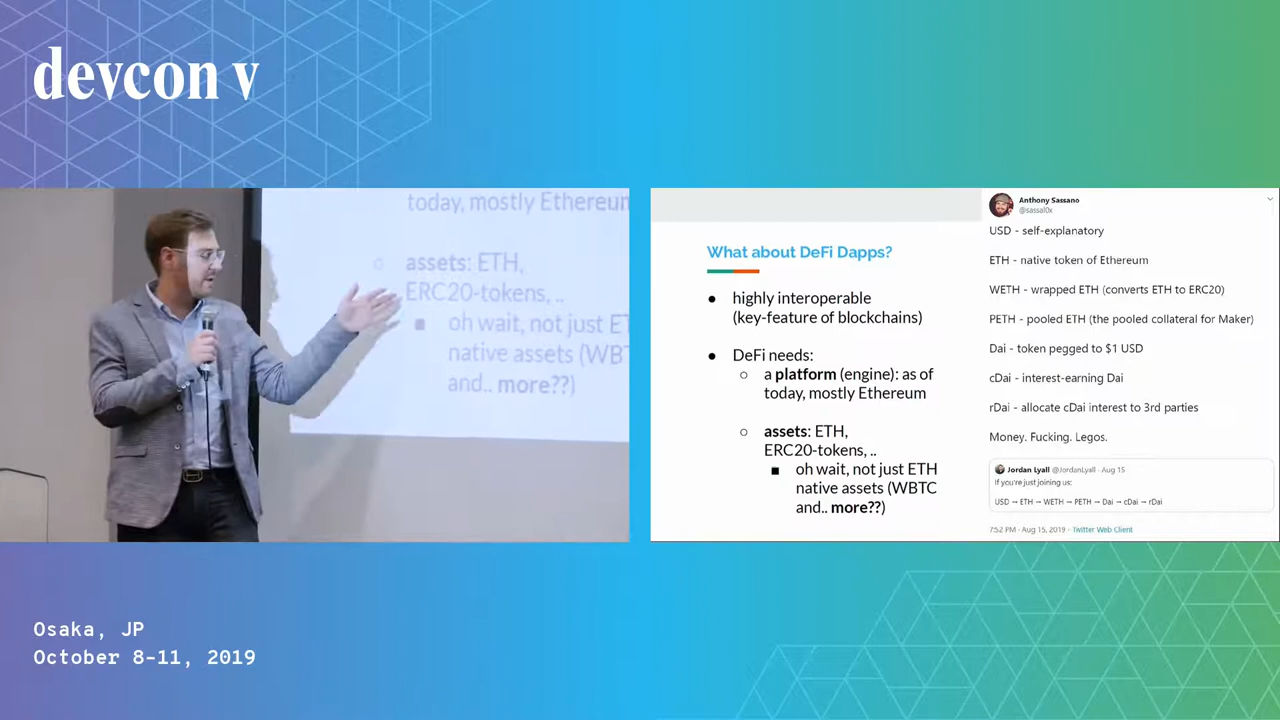 devcon v
today, mostly Ethereum
assets: ETH,
ERC20-tokens, ..
oh wait, not just ET
native assets (WBT
and.. more??)
What about DeFi Dapps?
highly interoperable
(key-feature of blockchains)
DeFi needs:
a platform (engine): as of
today, mostly Ethereum
assets: ETH,
ERC20-tokens, ..
oh wait, not just ETH
native assets (WBTC
and.. more??)
Anthony Sassano
@sassal0x
USD - self-explanatory
ETH - native token of Ethereum
WETH - wrapped ETH (converts ETH to ERC20)
PETH - pooled ETH (the pooled collateral for Maker)
Dai - token pegged to $1 USD
cDai - interest-earning Dai
rDai - allocate cDai interest to 3rd parties
Money. Fucking. Legos.
Jordan Lyall @JordanLyall · Aug 15
If you're just joining us:
USD → ETH → WETH → PETH → Dai → cDai → rDai
7:52 PM · Aug 15, 2019 · Twitter Web Client
Osaka, JP
October 8-11, 2019